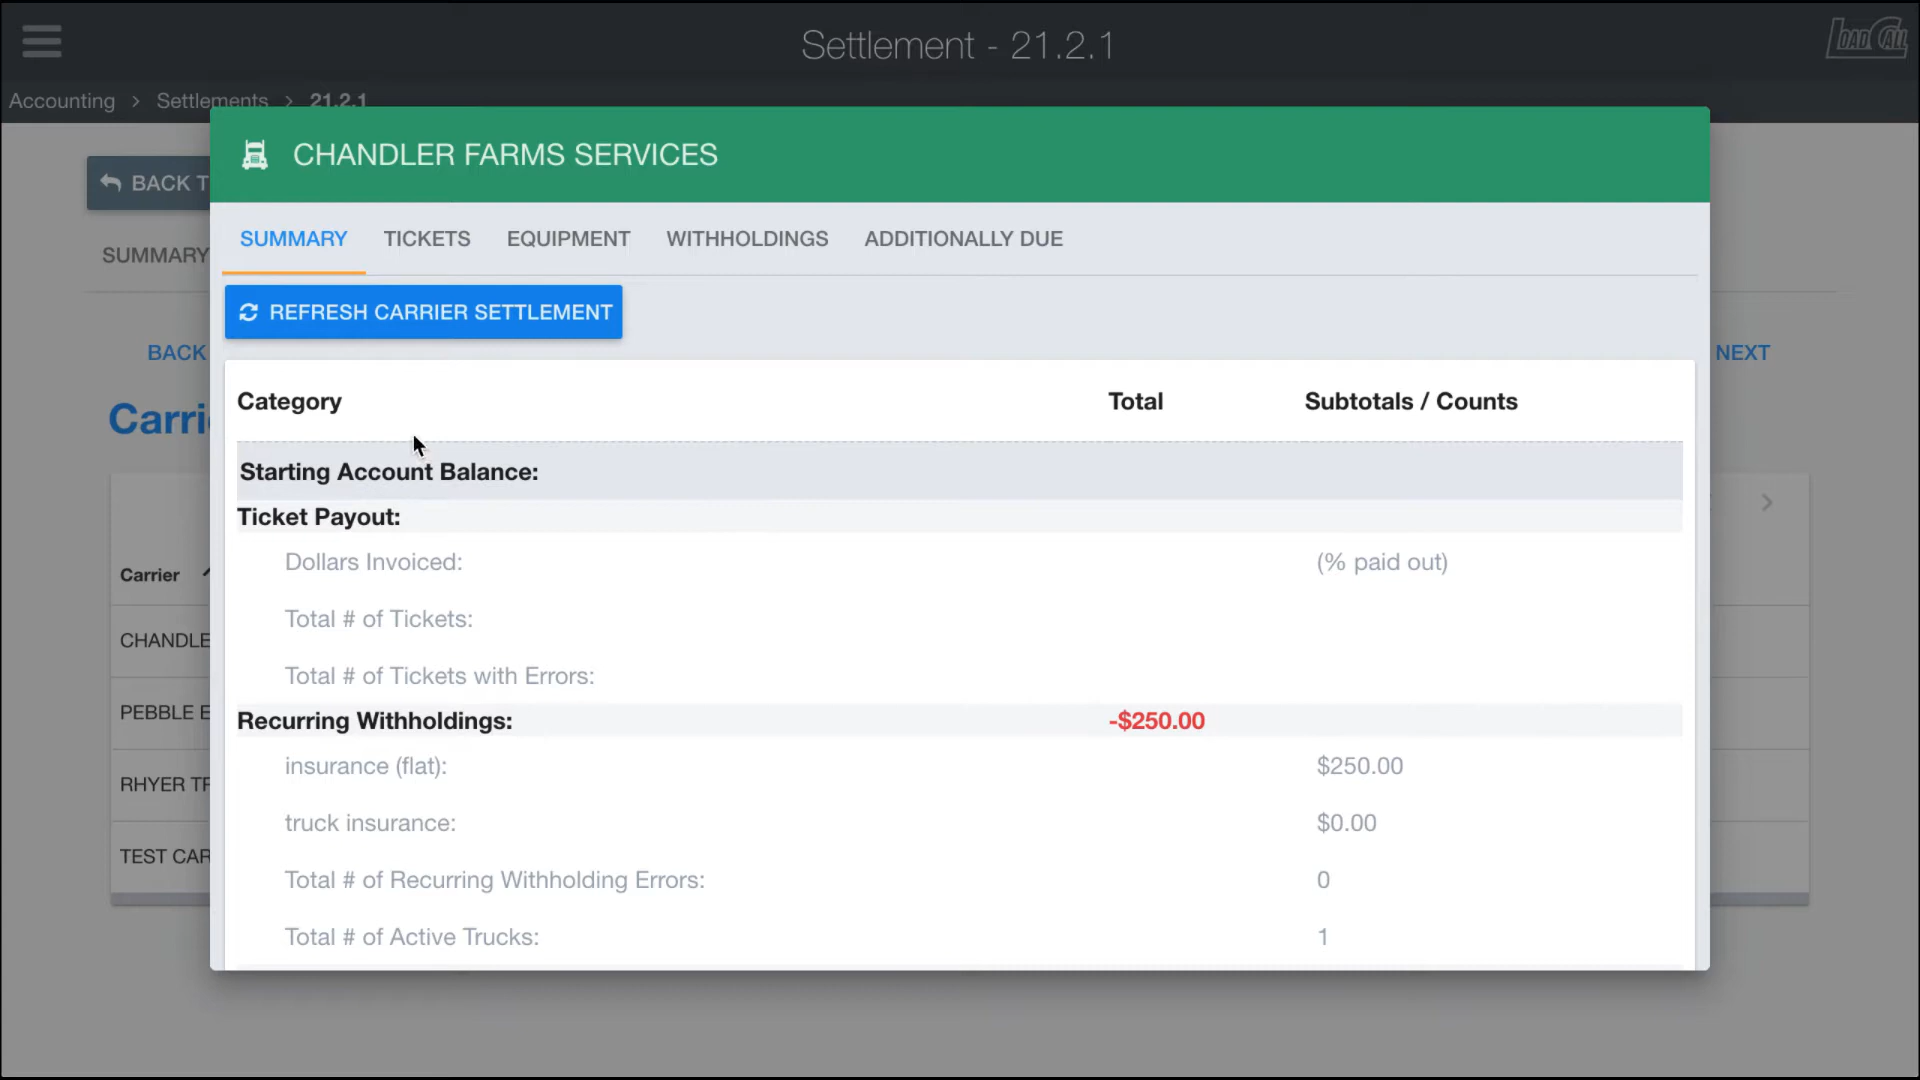 Settlement - 21.2.1
LOAD CALL
Accounting > Settlements > 21.2.1
BACK T
CHANDLER FARMS SERVICES
SUMMARY
SUMMARY TICKETS EQUIPMENT WITHHOLDINGS ADDITIONALLY DUE
REFRESH CARRIER SETTLEMENT
BACK
NEXT
Carri
Category Total Subtotals / Counts
Starting Account Balance:
Ticket Payout:
Dollars Invoiced: (% paid out)
Carrier
Total # of Tickets:
CHANDLE
Total # of Tickets with Errors:
PEBBLE E
Recurring Withholdings: -$250.00
insurance (flat): $250.00
RHYER TF
truck insurance: $0.00
TEST CAR
Total # of Recurring Withholding Errors: 0
Total # of Active Trucks: 1